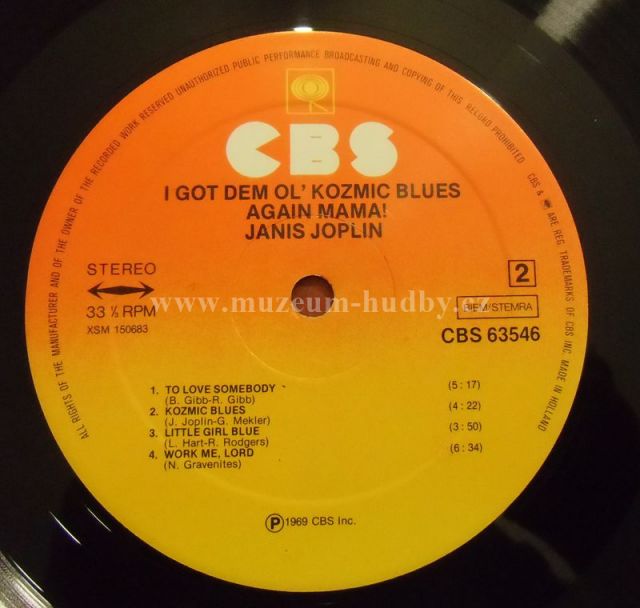 ALL RIGHTS OF THE MANUFACTURER AND OF THE OWNER OF THE RECORDED WORK RESERVED UNAUTHORIZED PUBLIC PERFORMANCE BROADCASTING AND COPYING OF THIS RECORD PROHIBITED
CBS & ARE REG. TRADEMARKS OF CBS INC. MADE IN HOLLAND
CBS
I GOT DEM OL' KOZMIC BLUES
AGAIN MAMA!
JANIS JOPLIN
STEREO
2
www.muzeum-hudby.cz
33 ⅓ RPM
BIEM/STEMRA
XSM 150683
CBS 63546
1. TO LOVE SOMEBODY (5:17)
(B. Gibb-R. Gibb)
2. KOZMIC BLUES (4:22)
(J. Joplin-G. Mekler)
3. LITTLE GIRL BLUE (3:50)
(L. Hart-R. Rodgers)
4. WORK ME, LORD (6:34)
(N. Gravenites)
P 1969 CBS Inc.